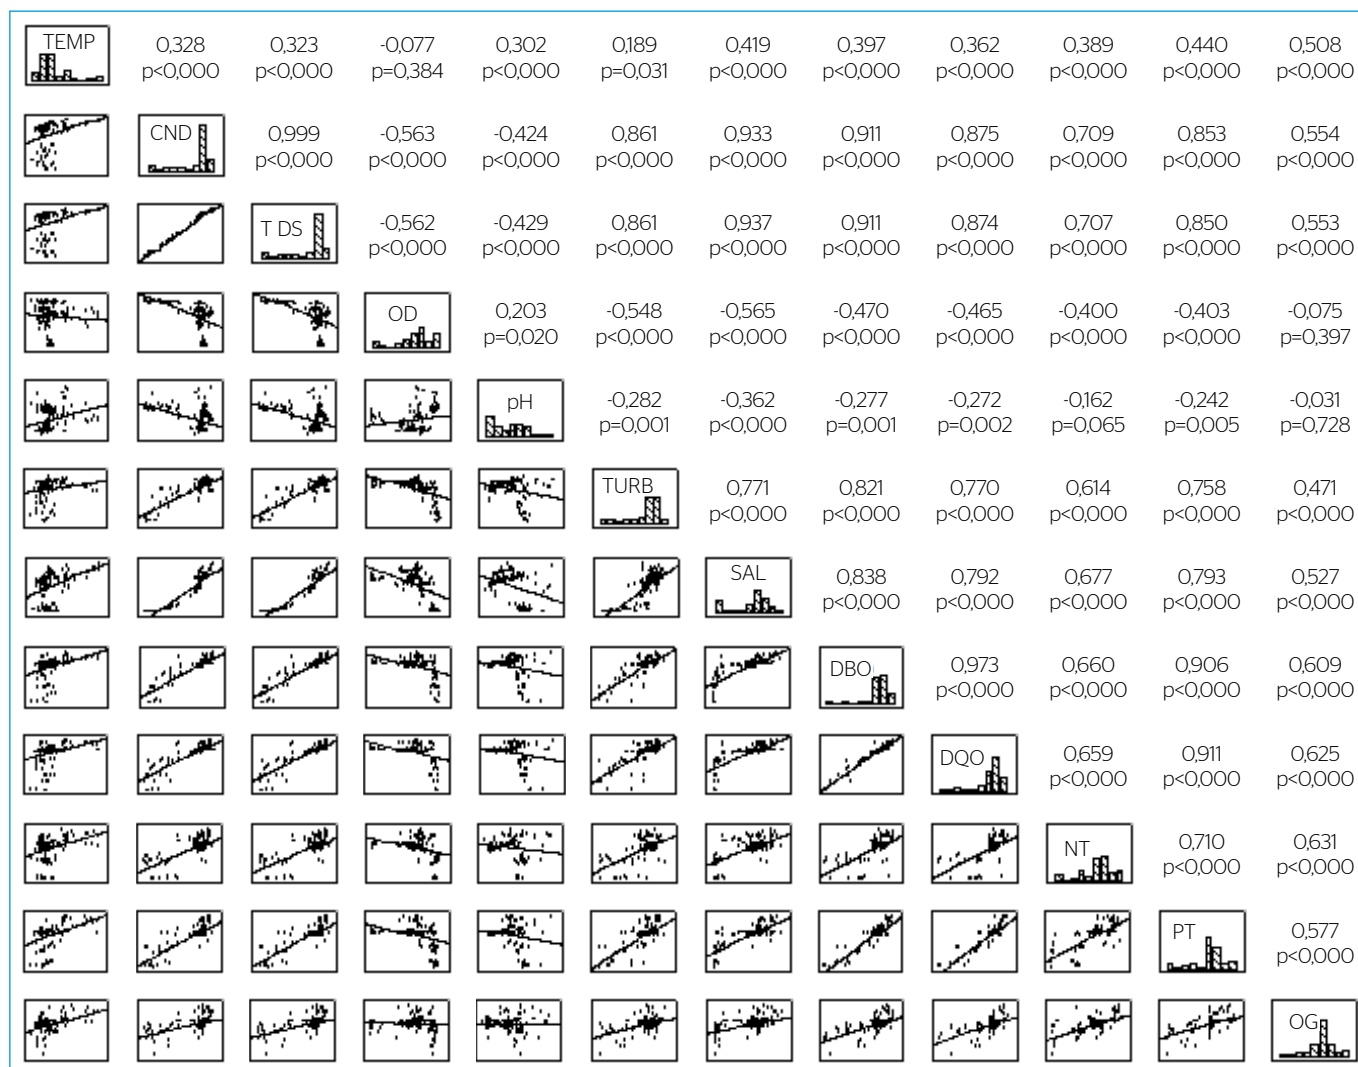 TEMP 0,328 0,323 -0,077 0,302 0,189 0,419 0,397 0,362 0,389 0,440 0,508
p<0,000 p<0,000 p=0,384 p<0,000 p=0,031 p<0,000 p<0,000 p<0,000 p<0,000 p<0,000 p<0,000
CND 0,999 -0,563 -0,424 0,861 0,933 0,911 0,875 0,709 0,853 0,554
p<0,000 p<0,000 p<0,000 p<0,000 p<0,000 p<0,000 p<0,000 p<0,000 p<0,000 p<0,000
T DS -0,562 -0,429 0,861 0,937 0,911 0,874 0,707 0,850 0,553
p<0,000 p<0,000 p<0,000 p<0,000 p<0,000 p<0,000 p<0,000 p<0,000 p<0,000
OD 0,203 -0,548 -0,565 -0,470 -0,465 -0,400 -0,403 -0,075
p=0,020 p<0,000 p<0,000 p<0,000 p<0,000 p<0,000 p<0,000 p=0,397
pH -0,282 -0,362 -0,277 -0,272 -0,162 -0,242 -0,031
p=0,001 p<0,000 p=0,001 p=0,002 p=0,065 p=0,005 p=0,728
TURB 0,771 0,821 0,770 0,614 0,758 0,471
p<0,000 p<0,000 p<0,000 p<0,000 p<0,000 p<0,000
SAL 0,838 0,792 0,677 0,793 0,527
p<0,000 p<0,000 p<0,000 p<0,000 p<0,000
DBO 0,973 0,660 0,906 0,609
p<0,000 p<0,000 p<0,000 p<0,000
DQO 0,659 0,911 0,625
p<0,000 p<0,000 p<0,000
NT 0,710 0,631
p<0,000 p<0,000
PT 0,577
p<0,000
OG